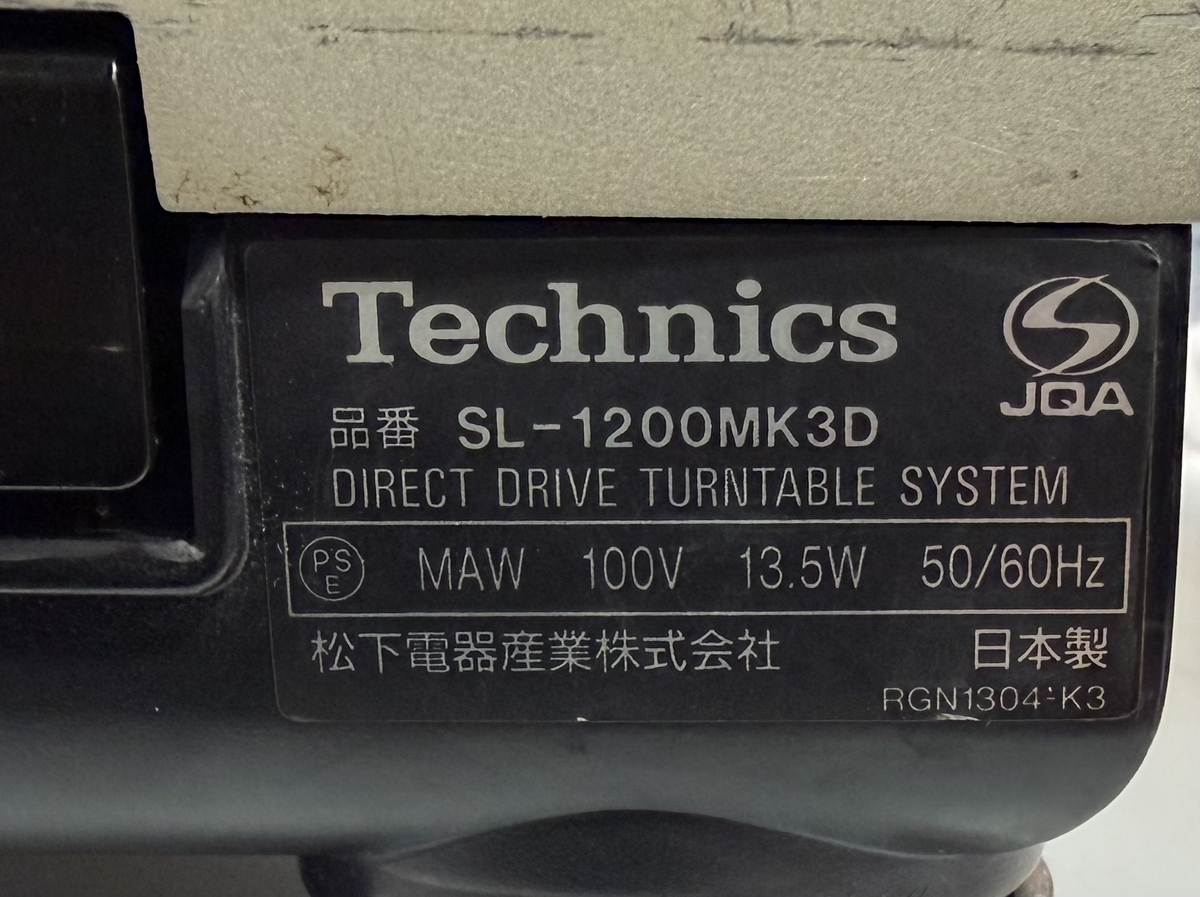 Technics
JQA
品番 SL-1200MK3D
DIRECT DRIVE TURNTABLE SYSTEM
PSE MAW 100V 13.5W 50/60Hz
松下電器産業株式会社 日本製
RGN1304-K3